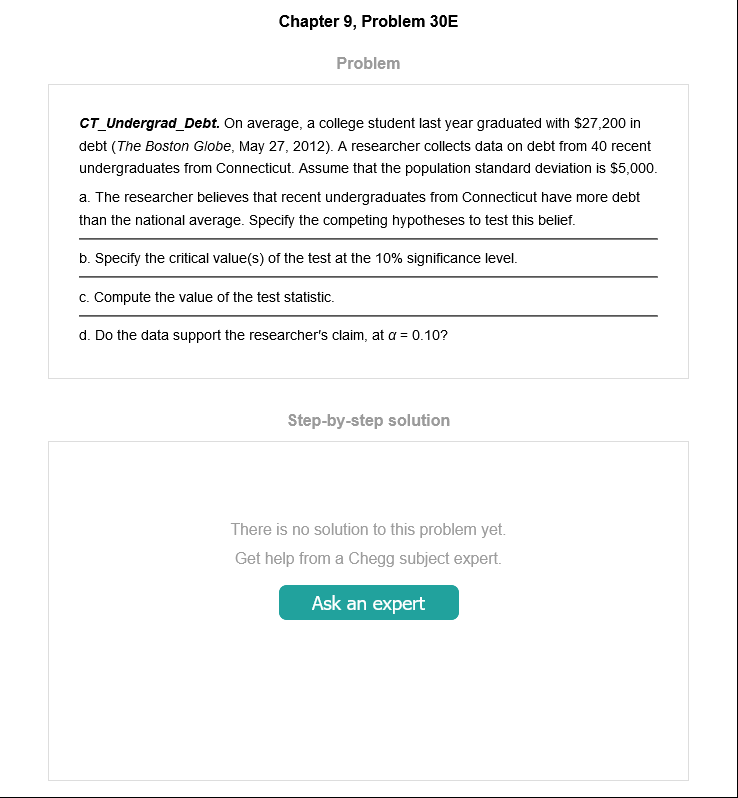 Chapter 9, Problem 30E
Problem
CT_Undergrad_Debt. On average, a college student last year graduated with $27,200 in
debt (The Boston Globe, May 27, 2012). A researcher collects data on debt from 40 recent
undergraduates from Connecticut. Assume that the population standard deviation is $5,000.
a. The researcher believes that recent undergraduates from Connecticut have more debt
than the national average. Specify the competing hypotheses to test this belief.
b. Specify the critical value(s) of the test at the 10% significance level.
c. Compute the value of the test statistic.
d. Do the data support the researcher's claim, at α = 0.10?
Step-by-step solution
There is no solution to this problem yet.
Get help from a Chegg subject expert.
Ask an expert